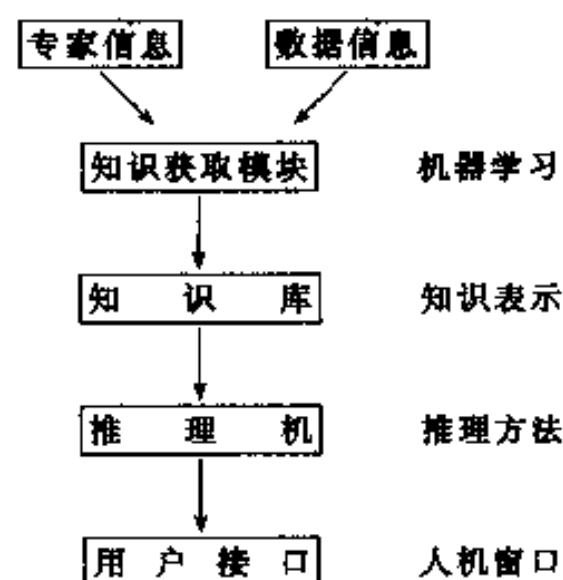 专家信息 数据信息
知识获取模块 机器学习
知识库 知识表示
推理机 推理方法
用户接口 人机窗口